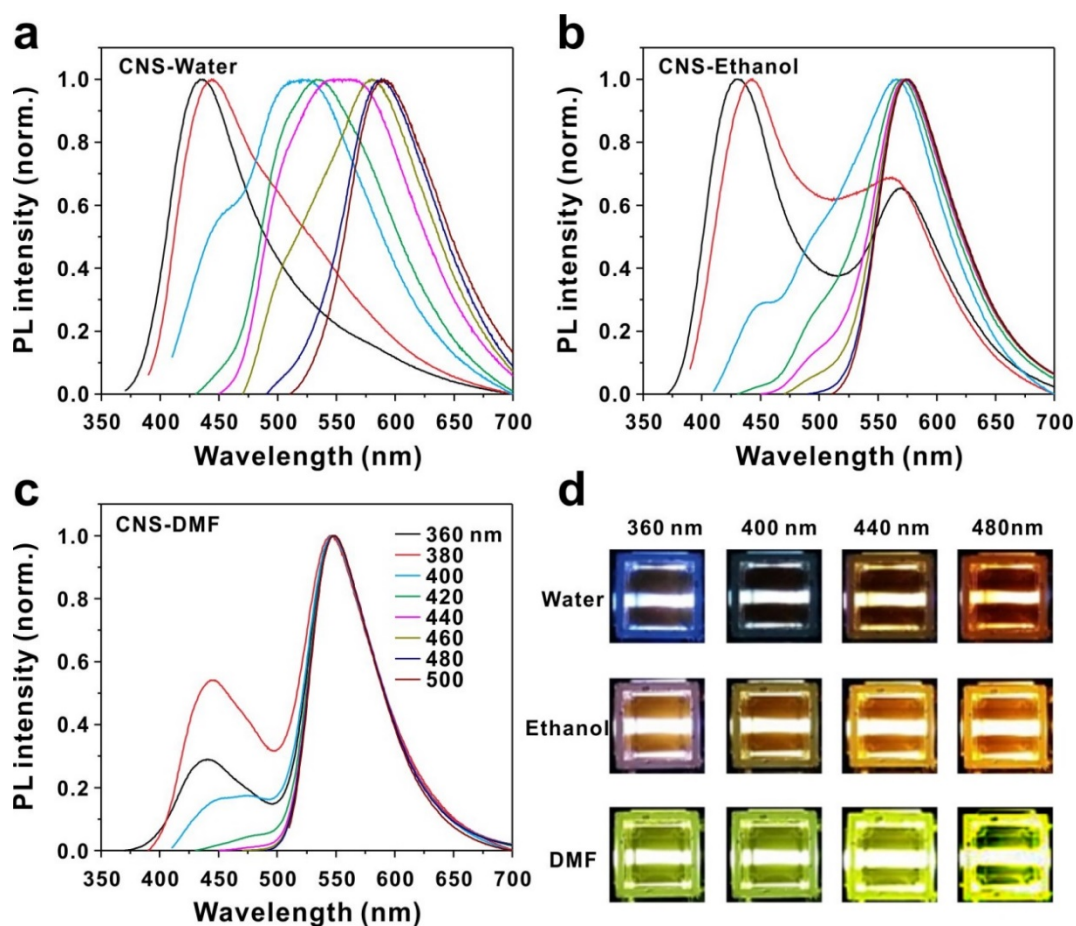 a
CNS-Water
PL intensity (norm.)
1.0
0.8
0.6
0.4
0.2
0.0
350 400 450 500 550 600 650 700
Wavelength (nm)
b
CNS-Ethanol
PL intensity (norm.)
1.0
0.8
0.6
0.4
0.2
0.0
350 400 450 500 550 600 650 700
Wavelength (nm)
c
CNS-DMF
PL intensity (norm.)
1.0
0.8
0.6
0.4
0.2
0.0
350 400 450 500 550 600 650 700
Wavelength (nm)
360 nm
380
400
420
440
460
480
500
d
360 nm 400 nm 440 nm 480nm
Water
Ethanol
DMF